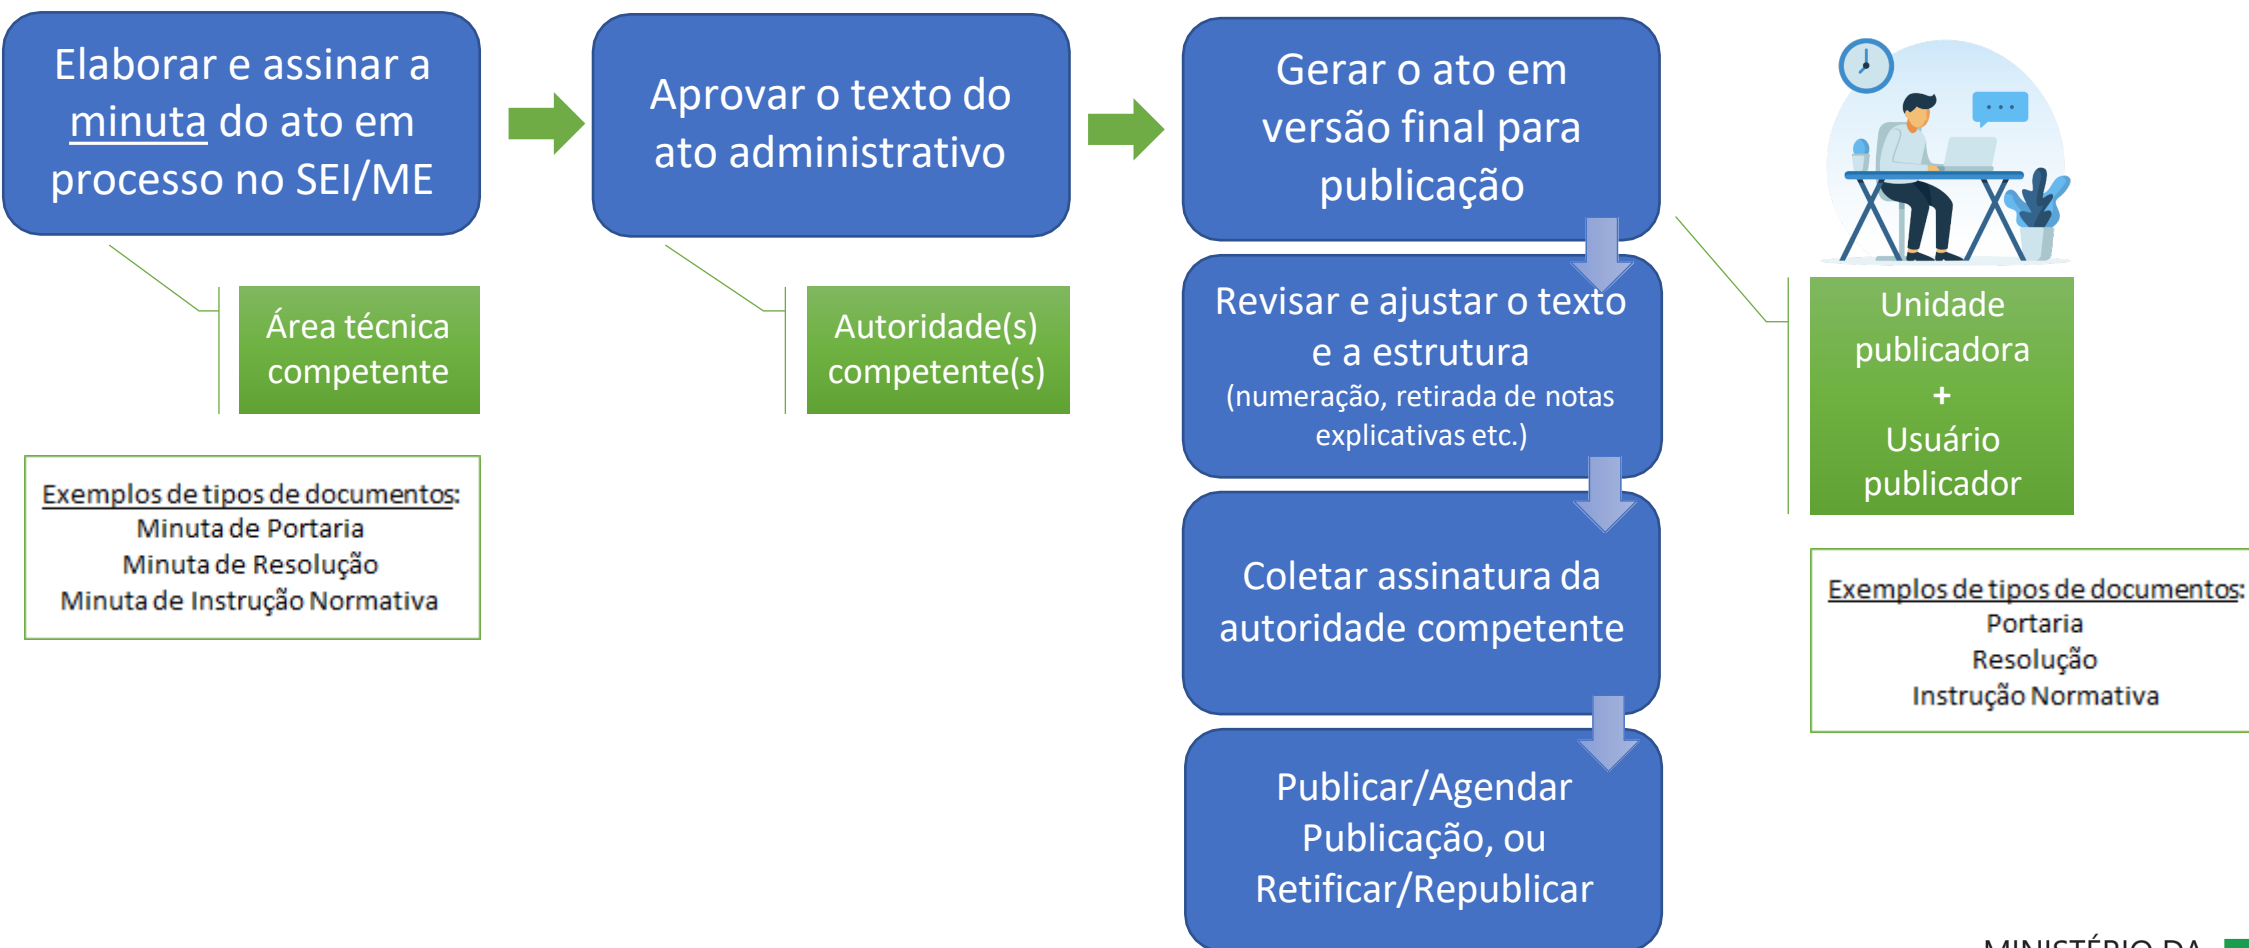 Elaborar e assinar a
minuta do ato em
processo no SEI/ME
Área técnica
competente
Exemplos de tipos de documentos:
Minuta de Portaria
Minuta de Resolução
Minuta de Instrução Normativa
Aprovar o texto do
ato administrativo
Autoridade(s)
competente(s)
Gerar o ato em
versão final para
publicação
Revisar e ajustar o texto
e a estrutura
(numeração, retirada de notas
explicativas etc.)
Coletar assinatura da
autoridade competente
Publicar/Agendar
Publicação, ou
Retificar/Republicar
Unidade
publicadora
+
Usuário
publicador
Exemplos de tipos de documentos:
Portaria
Resolução
Instrução Normativa
MINISTÉRIO DA